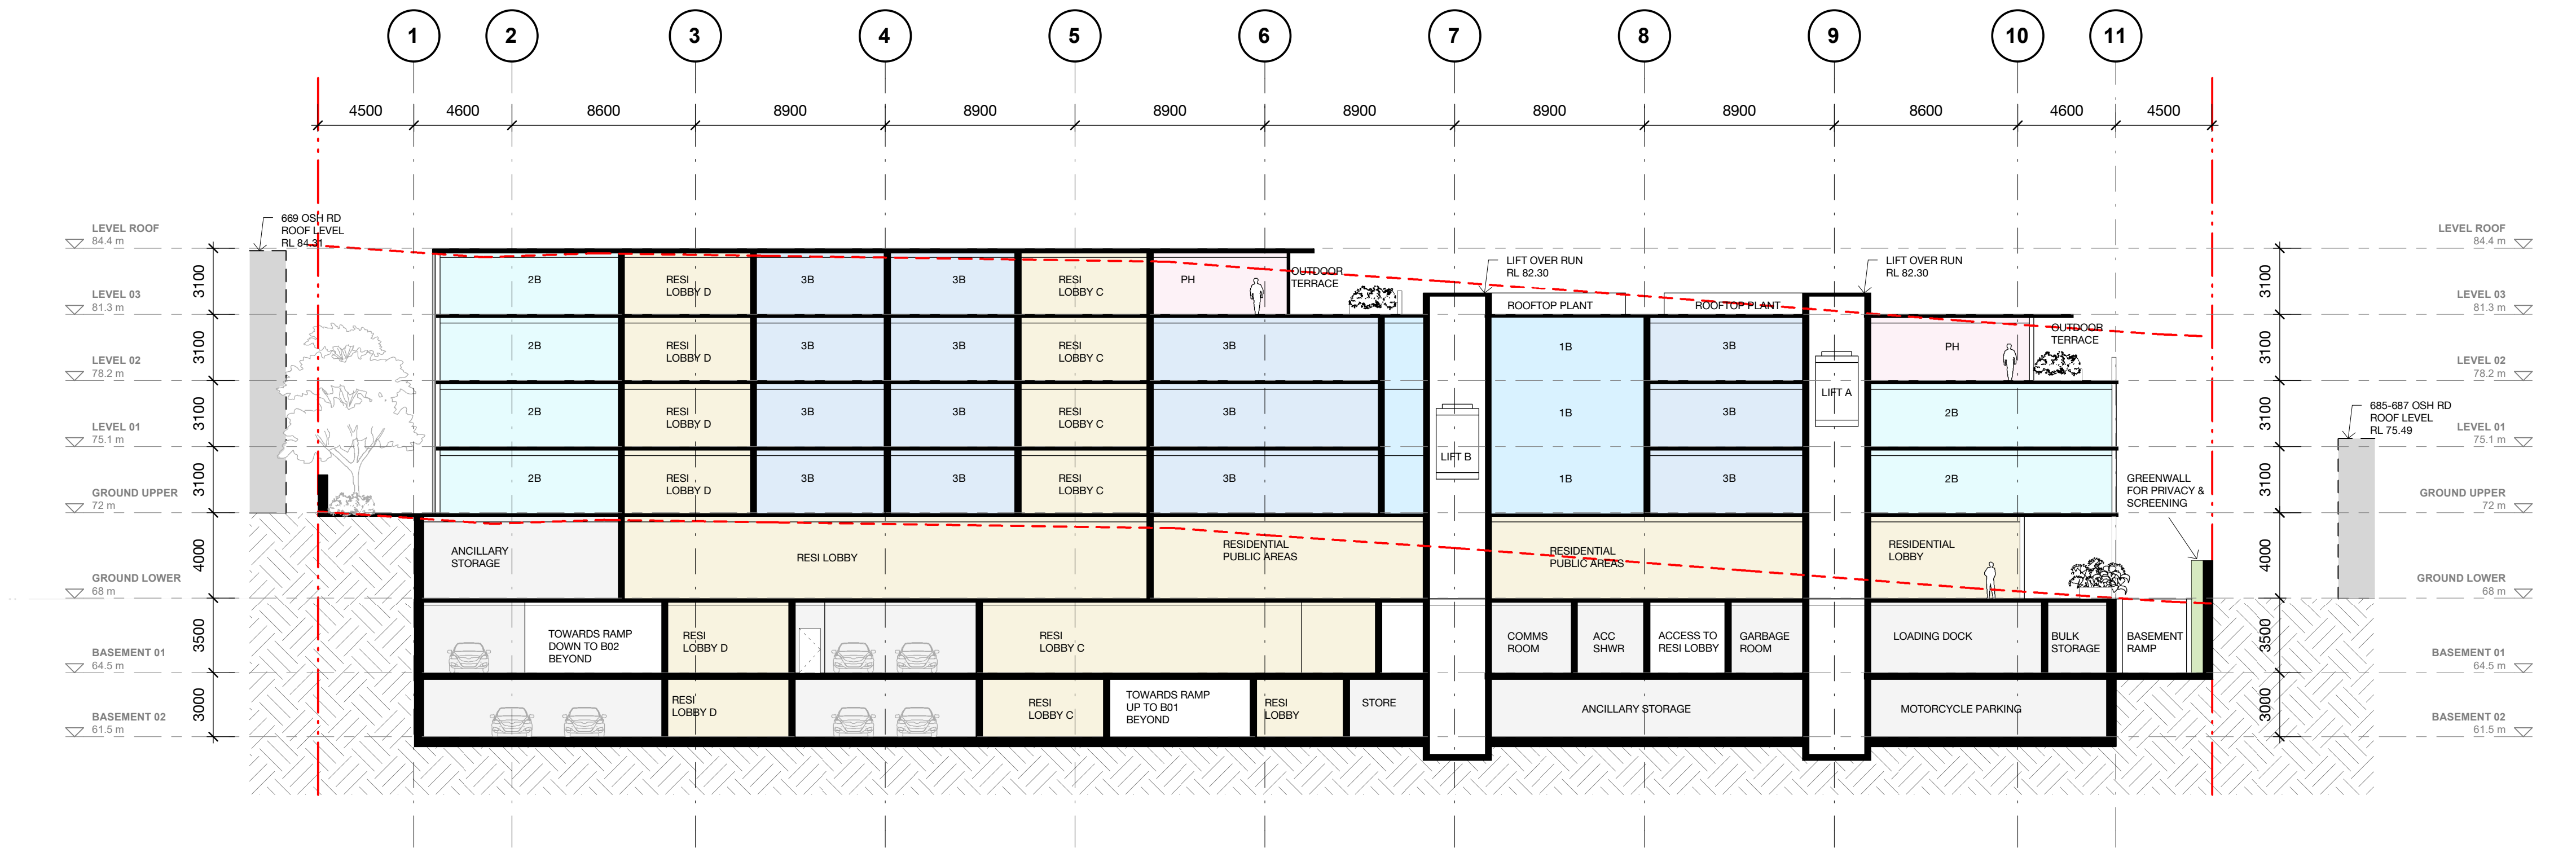 1 2 3 4 5 6 7 8 9 10 11
4500 4600 8600 8900 8900 8900 8900 8900 8900 8600 4600 4500
669 OSH RD
ROOF LEVEL
RL 84.31
LEVEL ROOF
84.4 m
LEVEL 03
81.3 m
LEVEL 02
78.2 m
LEVEL 01
75.1 m
GROUND UPPER
72 m
GROUND LOWER
68 m
BASEMENT 01
64.5 m
BASEMENT 02
61.5 m
3100
3100
3100
3100
4000
3500
3000
2B
RESI
LOBBY D
3B
3B
RESI
LOBBY C
PH
OUTDOOR
TERRACE
LIFT OVER RUN
RL 82.30
ROOFTOP PLANT
ROOFTOP PLANT
LIFT OVER RUN
RL 82.30
2B
RESI
LOBBY D
3B
3B
RESI
LOBBY C
3B
1B
3B
PH
OUTDOOR
TERRACE
LIFT A
2B
RESI
LOBBY D
3B
3B
RESI
LOBBY C
3B
1B
3B
2B
LIFT B
2B
RESI
LOBBY D
3B
3B
RESI
LOBBY C
3B
1B
3B
2B
GREENWALL
FOR PRIVACY &
SCREENING
ANCILLARY
STORAGE
RESI LOBBY
RESIDENTIAL
PUBLIC AREAS
RESIDENTIAL
PUBLIC AREAS
RESIDENTIAL
LOBBY
TOWARDS RAMP
DOWN TO B02
BEYOND
RESI
LOBBY D
RESI
LOBBY C
COMMS
ROOM
ACC
SHWR
ACCESS TO
RESI LOBBY
GARBAGE
ROOM
LOADING DOCK
BULK
STORAGE
BASEMENT
RAMP
RESI
LOBBY D
RESI
LOBBY C
TOWARDS RAMP
UP TO B01
BEYOND
RESI
LOBBY
STORE
ANCILLARY STORAGE
MOTORCYCLE PARKING
3100
3100
3100
3100
4000
3500
3000
685-687 OSH RD
ROOF LEVEL
RL 75.49
LEVEL ROOF
84.4 m
LEVEL 03
81.3 m
LEVEL 02
78.2 m
LEVEL 01
75.1 m
GROUND UPPER
72 m
GROUND LOWER
68 m
BASEMENT 01
64.5 m
BASEMENT 02
61.5 m